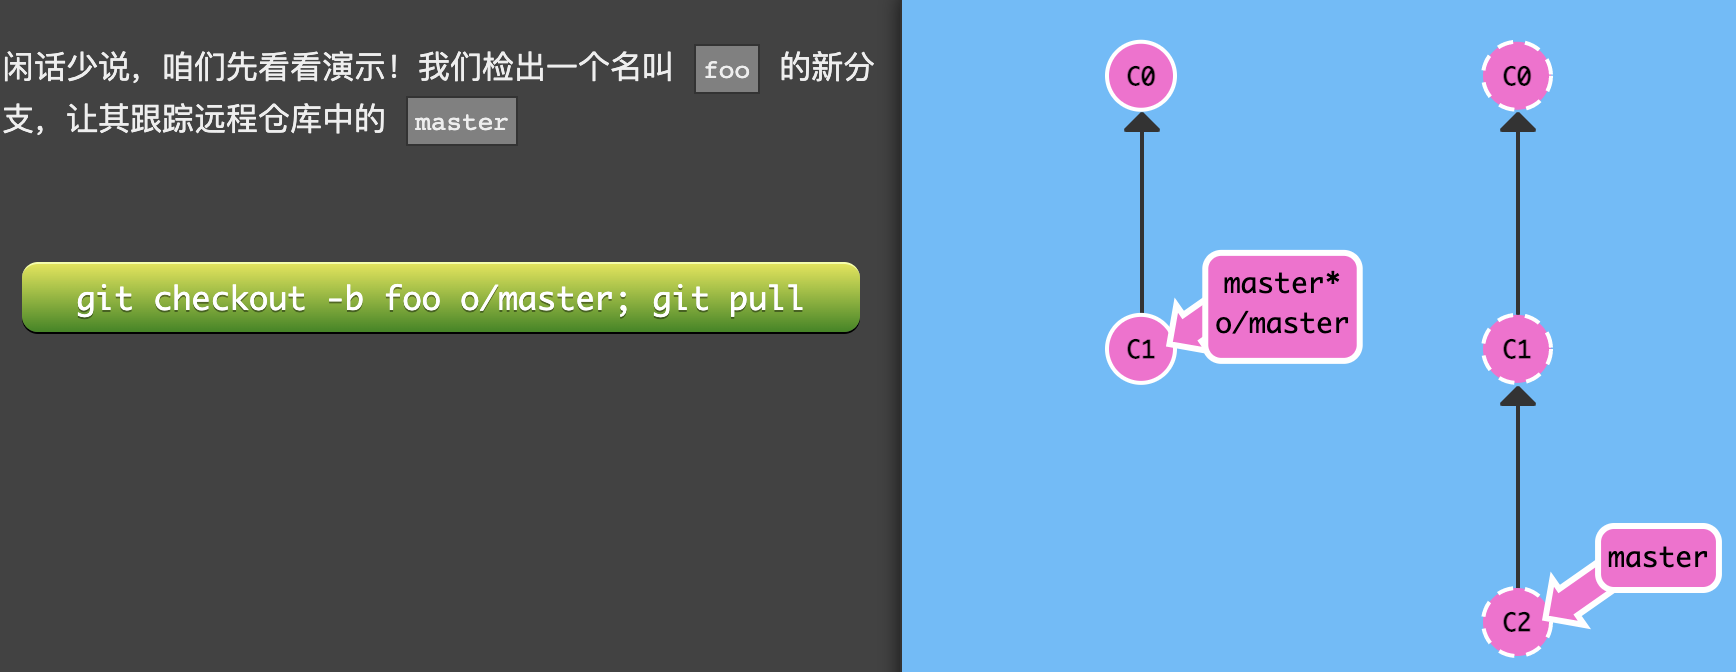 闲话少说，咱们先看看演示！我们检出一个名叫 foo 的新分
支，让其跟踪远程仓库中的 master
git checkout -b foo o/master; git pull
C0
C0
master*
o/master
C1
C1
master
C2